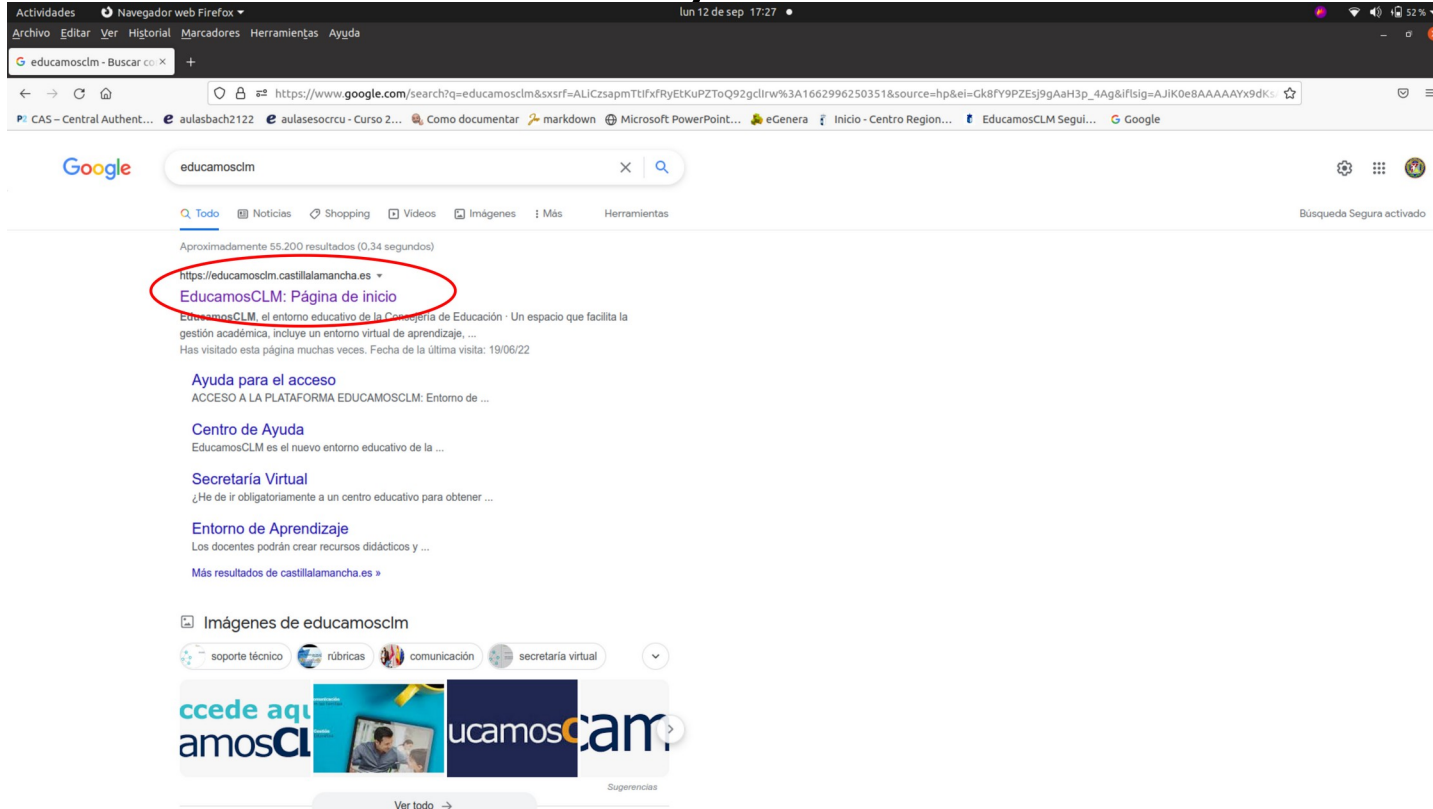 Actividades Navegador web Firefox lun 12 de sep 17:27 52 %
Archivo Editar Ver Historial Marcadores Herramientas Ayuda
educamosclm - Buscar co
https://www.google.com/search?q=educamosclm&sxsrf=ALiCzsapmTtIfxfRyEtKuPZToQ92gclIrw%3A1662996250351&source=hp&ei=Gk8fY9PZEsj9gAaH3p_4Ag&iflsig=AJiK0e8AAAAAYx9dKs
CAS – Central Authent... aulasbach2122 aulasesocrcu - Curso 2... Como documentar markdown Microsoft PowerPoint... eGenera Inicio - Centro Region... EducamosCLM Segui... Google
Google educamosclm
Todo Noticias Shopping Vídeos Imágenes Más Herramientas Búsqueda Segura activado
Aproximadamente 55.200 resultados (0,34 segundos)
https://educamosclm.castillalamancha.es
EducamosCLM: Página de inicio
EducamosCLM, el entorno educativo de la Consejería de Educación · Un espacio que facilita la
gestión académica, incluye un entorno virtual de aprendizaje, ...
Has visitado esta página muchas veces. Fecha de la última visita: 19/06/22
Ayuda para el acceso
ACCESO A LA PLATAFORMA EDUCAMOSCLM: Entorno de ...
Centro de Ayuda
EducamosCLM es el nuevo entorno educativo de la ...
Secretaría Virtual
¿He de ir obligatoriamente a un centro educativo para obtener ...
Entorno de Aprendizaje
Los docentes podrán crear recursos didácticos y ...
Más resultados de castillalamancha.es »
Imágenes de educamosclm
soporte técnico rúbricas comunicación secretaría virtual
ccede aqu
amosCL
ucamosc
cam
Sugerencias
Ver todo →